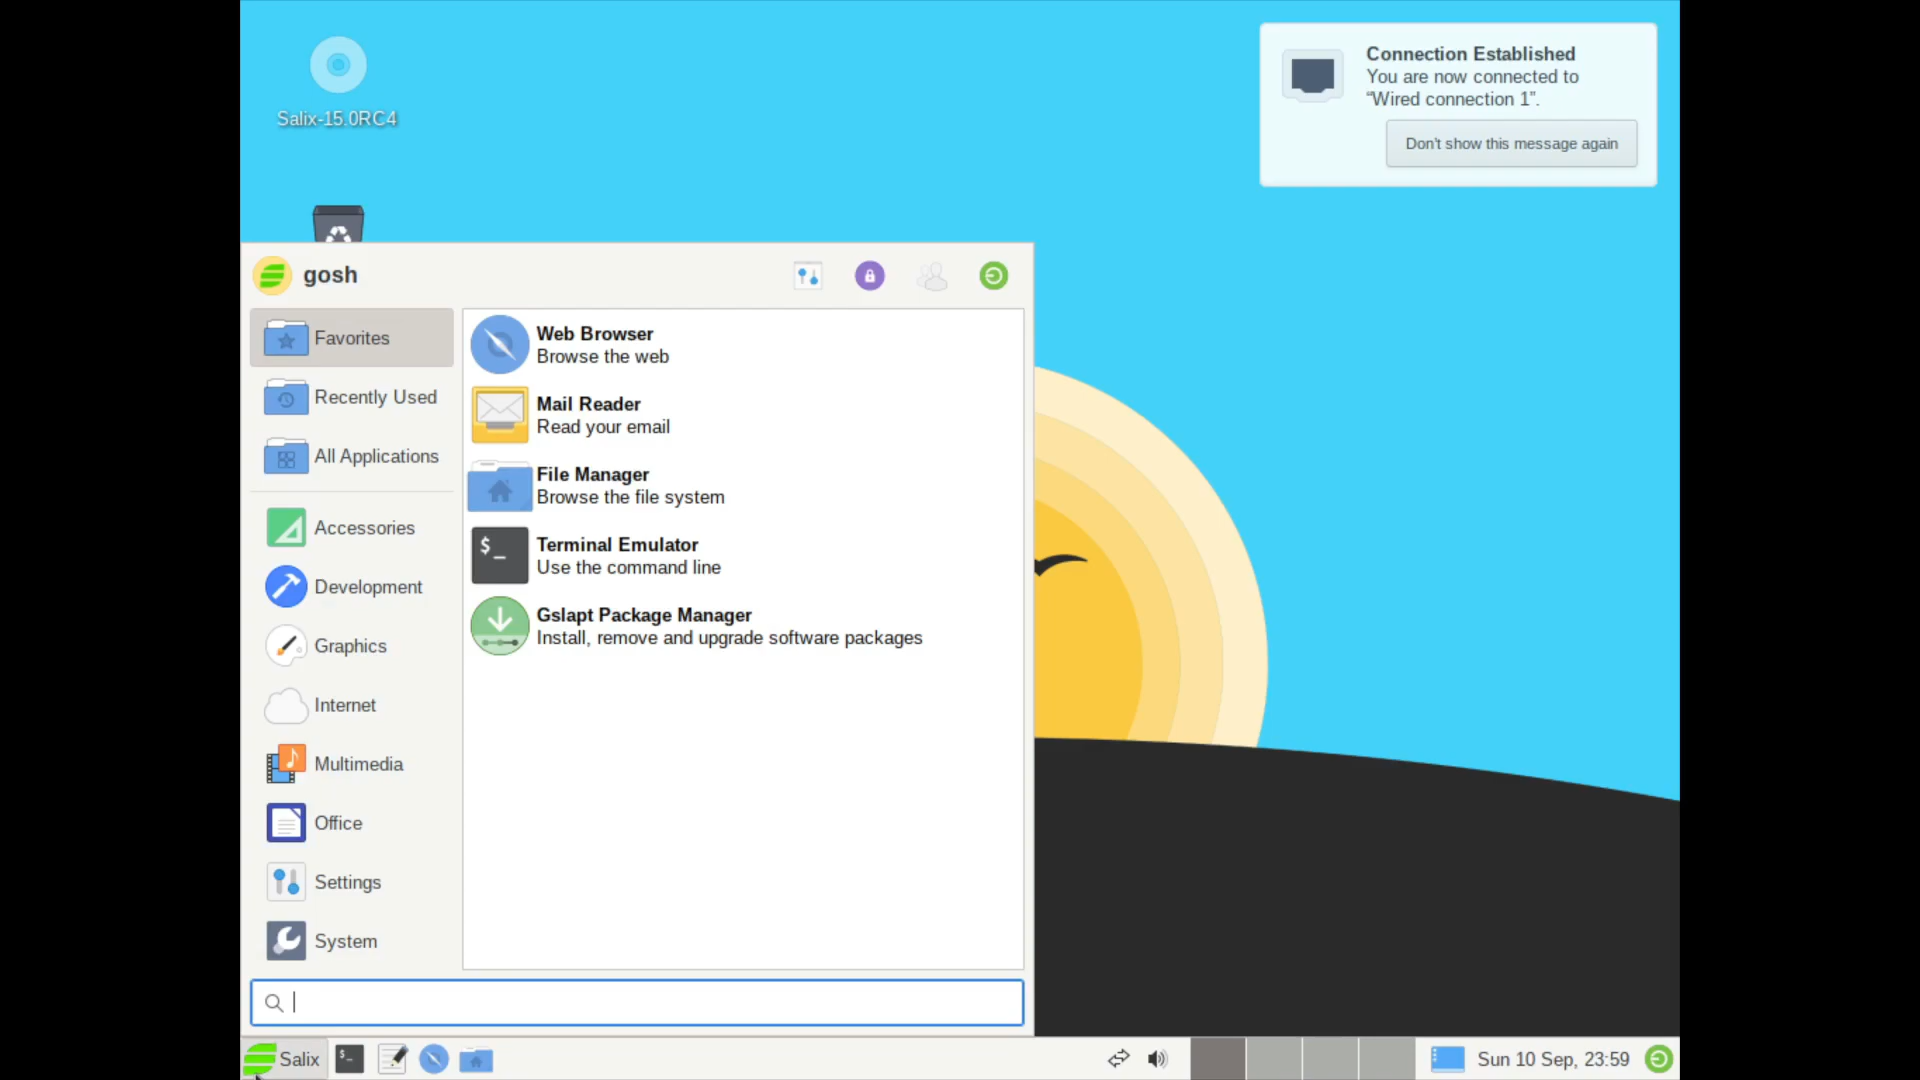 Salix-15.0RC4
Connection Established
You are now connected to
“Wired connection 1”.
Don't show this message again
gosh
Favorites
Recently Used
All Applications
Accessories
Development
Graphics
Internet
Multimedia
Office
Settings
System
Web Browser
Browse the web
Mail Reader
Read your email
File Manager
Browse the file system
$_
Terminal Emulator
Use the command line
Gslapt Package Manager
Install, remove and upgrade software packages
Salix
$_
Sun 10 Sep, 23:59